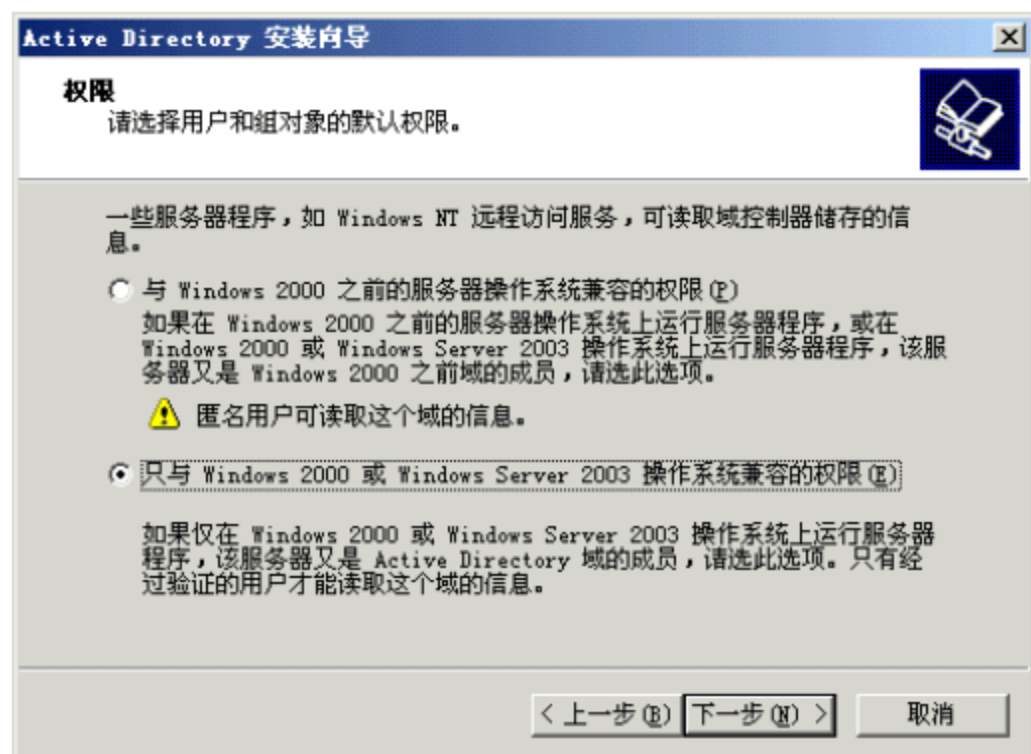 Active Directory 安装向导
权限
请选择用户和组对象的默认权限。
一些服务器程序，如 Windows NT 远程访问服务，可读取域控制器储存的信
息。
与 Windows 2000 之前的服务器操作系统兼容的权限(P)
如果在 Windows 2000 之前的服务器操作系统上运行服务器程序，或在
Windows 2000 或 Windows Server 2003 操作系统上运行服务器程序，该服
务器又是 Windows 2000 之前域的成员，请选此选项。
匿名用户可读取这个域的信息。
只与 Windows 2000 或 Windows Server 2003 操作系统兼容的权限(E)
如果仅在 Windows 2000 或 Windows Server 2003 操作系统上运行服务器
程序，该服务器又是 Active Directory 域的成员，请选此选项。只有经
过验证的用户才能读取这个域的信息。
< 上一步(B) 下一步(N) > 取消